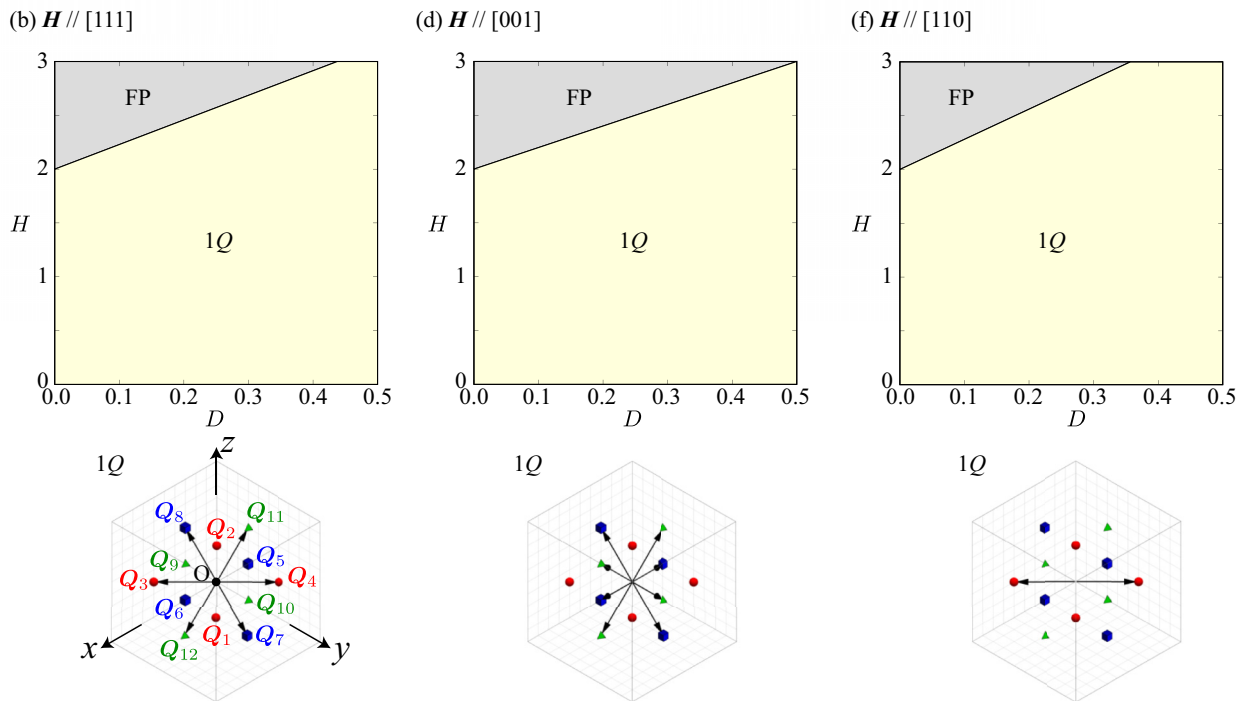 (b) H // [111]
(d) H // [001]
(f) H // [110]
3
FP
2
H
1Q
1
0
0.0 0.1 0.2 0.3 0.4 0.5
D
3
FP
2
H
1Q
1
0
0.0 0.1 0.2 0.3 0.4 0.5
D
3
FP
2
H
1Q
1
0
0.0 0.1 0.2 0.3 0.4 0.5
D
1Q
z
Q8 Q11
Q2
Q9 Q5
Q3 O Q4
Q6 Q10
Q12 Q1 Q7
x y
1Q
1Q